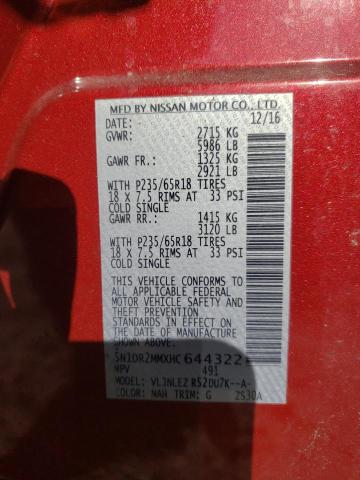 MFD BY NISSAN MOTOR CO., LTD.
DATE: 12/16
GVWR: 2715 KG
5986 LB
GAWR FR.: 1325 KG
2921 LB
WITH P235/65R18 TIRES
18 X 7.5 RIMS AT 33 PSI
COLD SINGLE
GAWR RR.: 1415 KG
3120 LB
WITH P235/65R18 TIRES
18 X 7.5 RIMS AT 33 PSI
COLD SINGLE
THIS VEHICLE CONFORMS TO
ALL APPLICABLE FEDERAL
MOTOR VEHICLE SAFETY AND
THEFT PREVENTION
STANDARDS IN EFFECT ON
THE DATE OF MANUFACTURE
SHOWN ABOVE.
5N1DR2MMXHC644322
MPV 491
MODEL: VLJNLEZ R52DU7K--A-
COLOR: NAH TRIM: G 2S30A